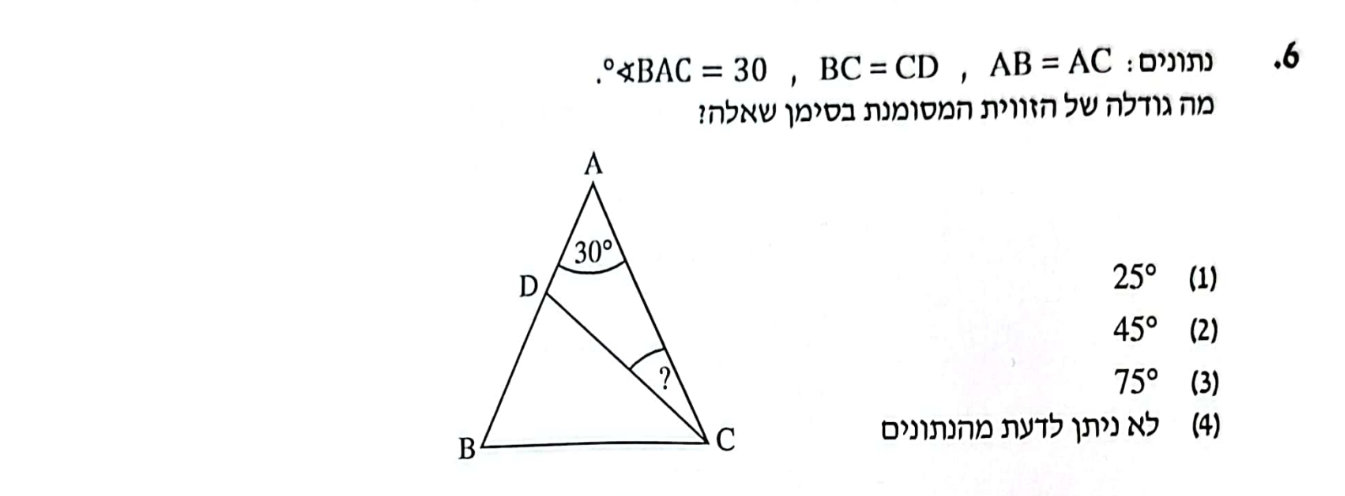 6. נתונים: AB = AC , BC = CD , ∢BAC = 30°.
מה גודלה של הזווית המסומנת בסימן שאלה?
A
30°
D
?
B
C
(1) 25°
(2) 45°
(3) 75°
(4) לא ניתן לדעת מהנתונים